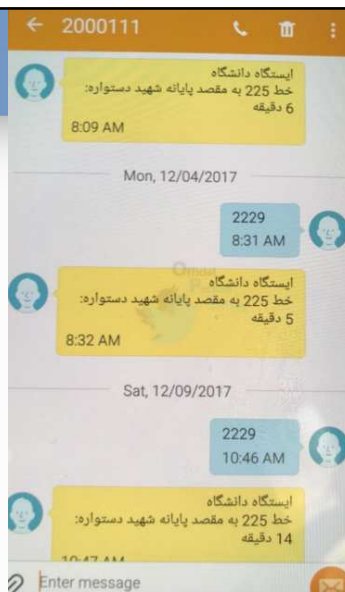 2000111
ایستگاه دانشگاه
خط 225 به مقصد پایانه شهید دستواره:
6 دقیقه
8:09 AM
Mon, 12/04/2017
2229
8:31 AM
ایستگاه دانشگاه
خط 225 به مقصد پایانه شهید دستواره:
5 دقیقه
8:32 AM
Sat, 12/09/2017
2229
10:46 AM
ایستگاه دانشگاه
خط 225 به مقصد پایانه شهید دستواره:
14 دقیقه
10:47 AM
Enter message